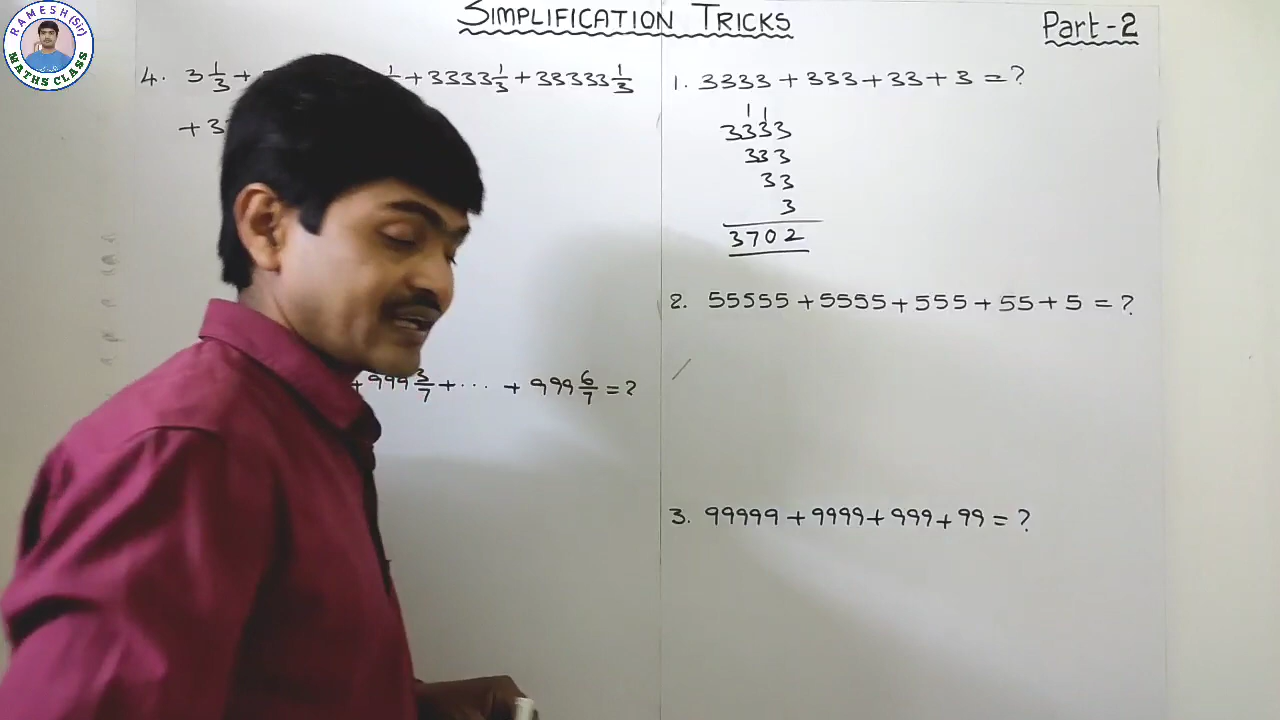 RAMESH (Sir)
MATHS CLASS
SIMPLIFICATION TRICKS
Part-2
4. 3 1/3 + + 3333 1/3 + 33333 1/3
+ 3
+ 999 3/7 + ... + 999 6/7 = ?
1. 3333 + 333 + 33 + 3 = ?
1 1
3333
333
33
3
3702
2. 55555 + 5555 + 555 + 55 + 5 = ?
3. 99999 + 9999 + 999 + 99 = ?